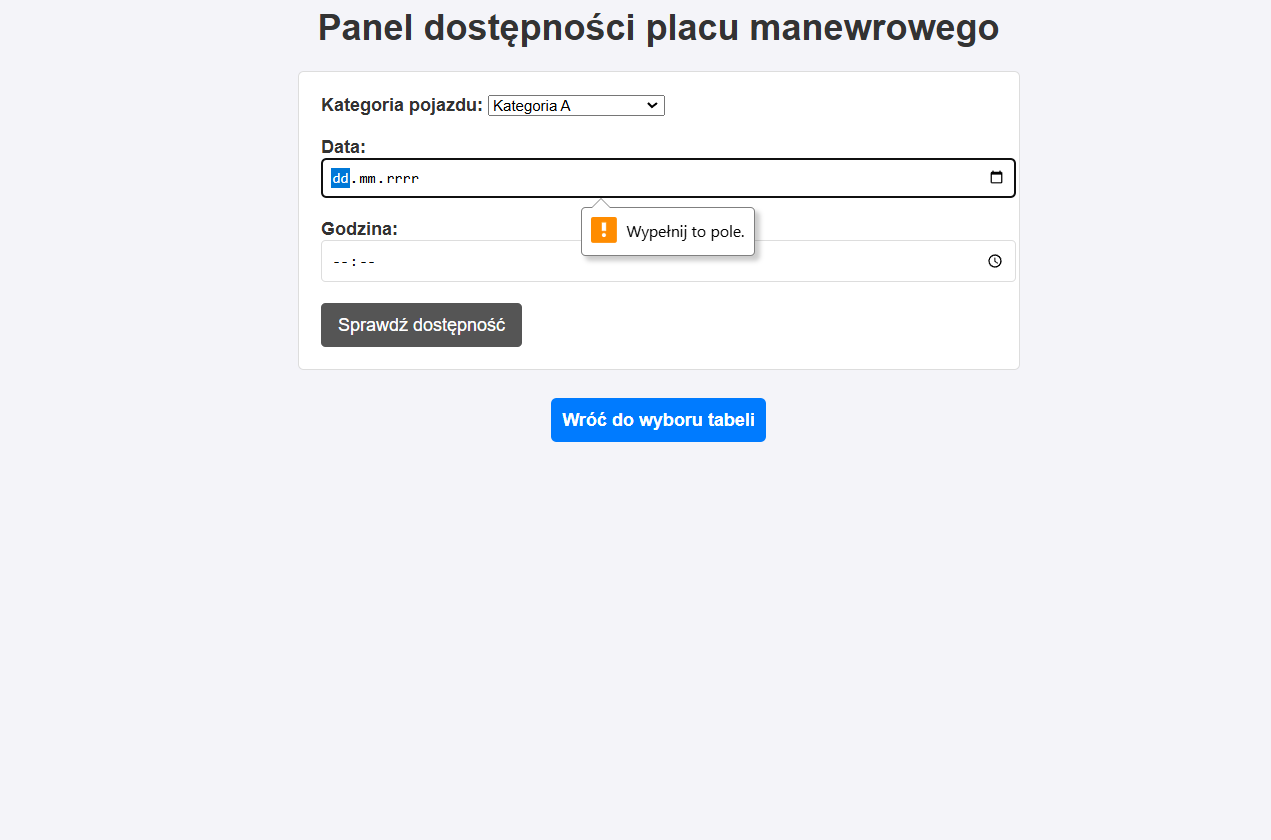 Panel dostępności placu manewrowego
Kategoria pojazdu: Kategoria A
Data:
dd.mm.rrrr
Wypełnij to pole.
Godzina:
--:--
Sprawdź dostępność
Wróć do wyboru tabeli